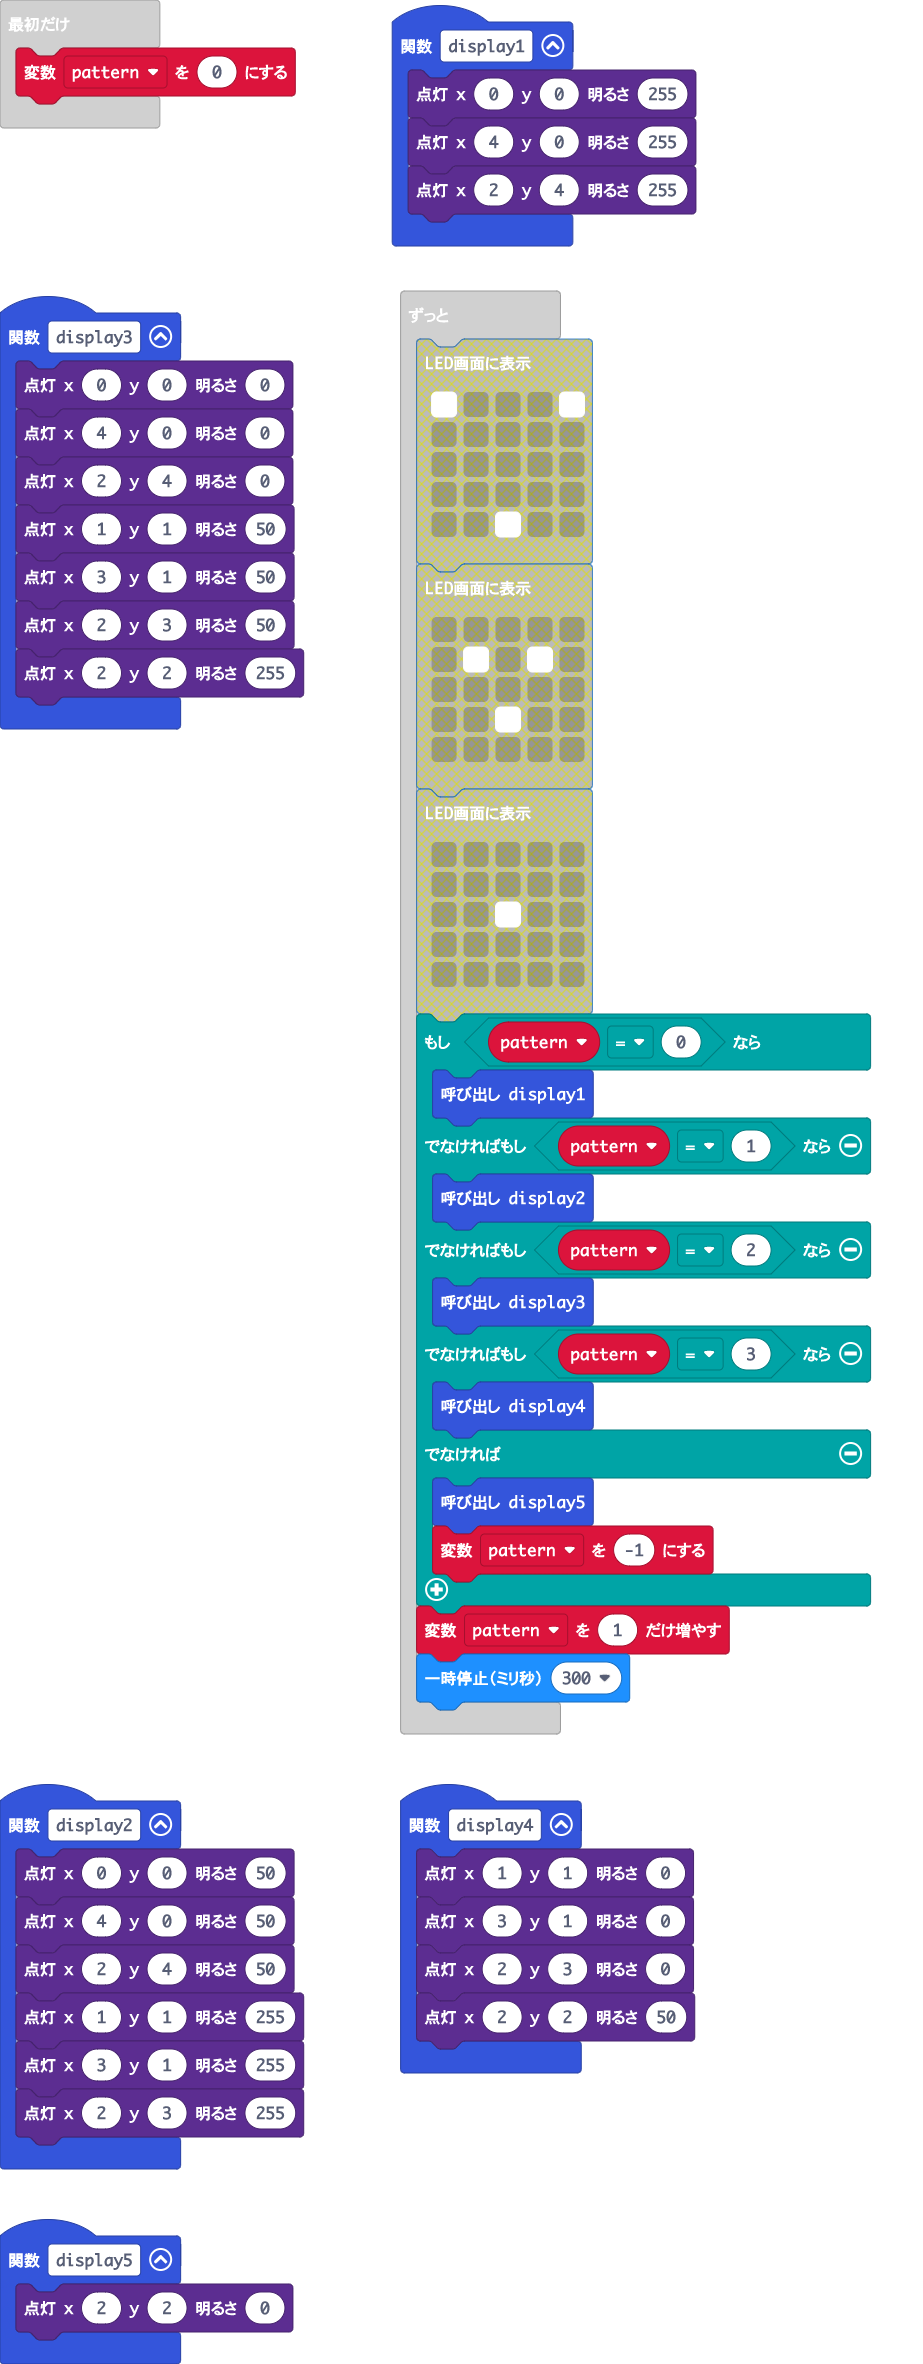 最初だけ
変数 pattern を 0 にする
関数 display1
点灯 x 0 y 0 明るさ 255
点灯 x 4 y 0 明るさ 255
点灯 x 2 y 4 明るさ 255
関数 display3
点灯 x 0 y 0 明るさ 0
点灯 x 4 y 0 明るさ 0
点灯 x 2 y 4 明るさ 0
点灯 x 1 y 1 明るさ 50
点灯 x 3 y 1 明るさ 50
点灯 x 2 y 3 明るさ 50
点灯 x 2 y 2 明るさ 255
ずっと
LED画面に表示
LED画面に表示
LED画面に表示
もし pattern = 0 なら
呼び出し display1
でなければもし pattern = 1 なら
呼び出し display2
でなければもし pattern = 2 なら
呼び出し display3
でなければもし pattern = 3 なら
呼び出し display4
でなければ
呼び出し display5
変数 pattern を -1 にする
変数 pattern を 1 だけ増やす
一時停止(ミリ秒) 300
関数 display2
点灯 x 0 y 0 明るさ 50
点灯 x 4 y 0 明るさ 50
点灯 x 2 y 4 明るさ 50
点灯 x 1 y 1 明るさ 255
点灯 x 3 y 1 明るさ 255
点灯 x 2 y 3 明るさ 255
関数 display4
点灯 x 1 y 1 明るさ 0
点灯 x 3 y 1 明るさ 0
点灯 x 2 y 3 明るさ 0
点灯 x 2 y 2 明るさ 50
関数 display5
点灯 x 2 y 2 明るさ 0